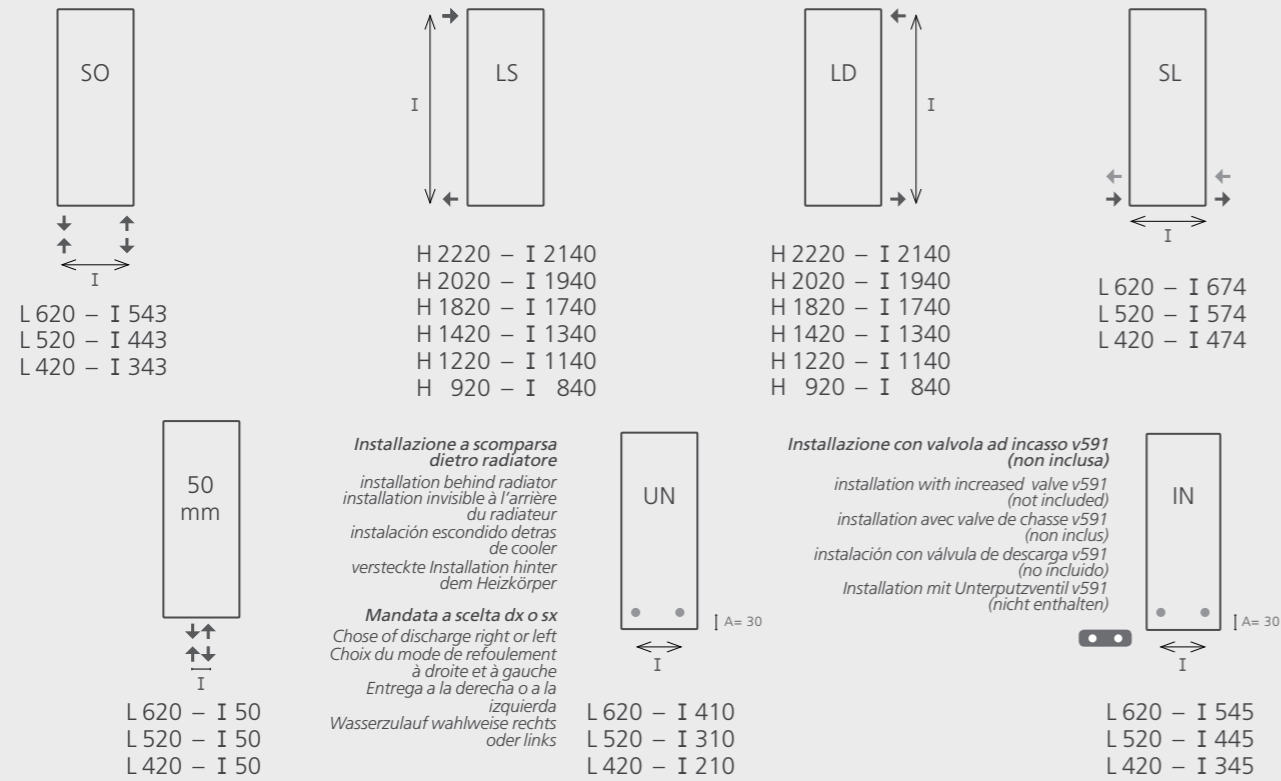 SO
I
L 620 – I 543
L 520 – I 443
L 420 – I 343
LS
I
H 2220 – I 2140
H 2020 – I 1940
H 1820 – I 1740
H 1420 – I 1340
H 1220 – I 1140
H 920 – I 840
LD
I
H 2220 – I 2140
H 2020 – I 1940
H 1820 – I 1740
H 1420 – I 1340
H 1220 – I 1140
H 920 – I 840
SL
I
L 620 – I 674
L 520 – I 574
L 420 – I 474
50
mm
I
L 620 – I 50
L 520 – I 50
L 420 – I 50
Installazione a scomparsa
dietro radiatore
installation behind radiator
installation invisible à l'arrière
du radiateur
instalación escondido detras
de cooler
versteckte Installation hinter
dem Heizkörper
Mandata a scelta dx o sx
Chose of discharge right or left
Choix du mode de refoulement
à droite et à gauche
Entrega a la derecha o a la
izquierda
Wasserzulauf wahlweise rechts
oder links
UN
A= 30
I
L 620 – I 410
L 520 – I 310
L 420 – I 210
Installazione con valvola ad incasso v591
(non inclusa)
installation with increased valve v591
(not included)
installation avec valve de chasse v591
(non inclus)
instalación con válvula de descarga v591
(no incluido)
Installation mit Unterputzventil v591
(nicht enthalten)
IN
A= 30
I
L 620 – I 545
L 520 – I 445
L 420 – I 345